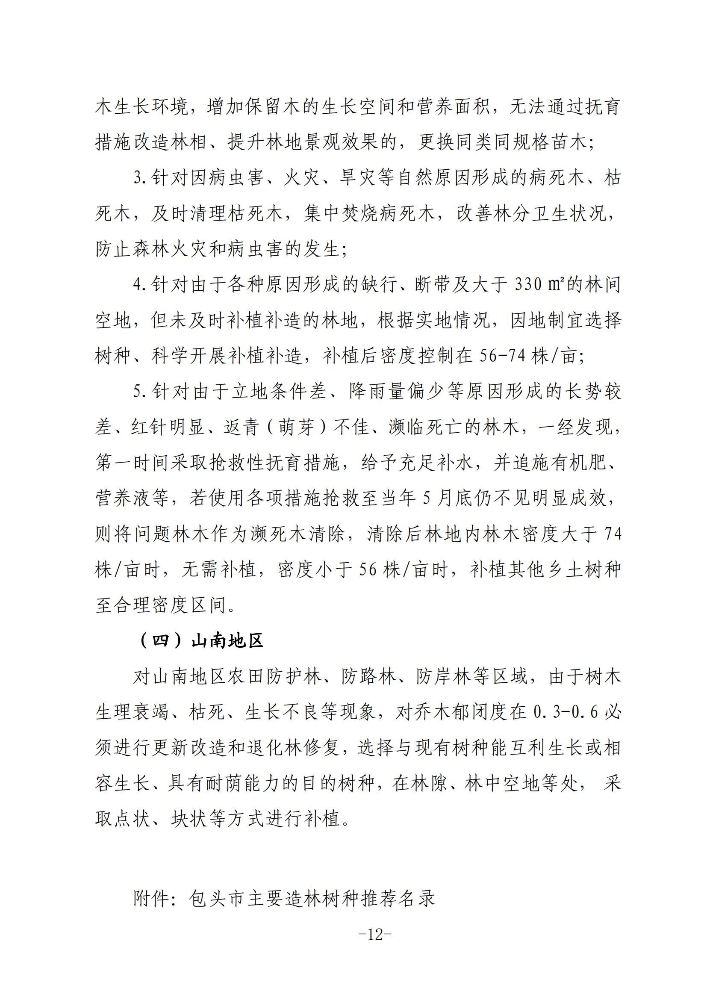 木生长环境，增加保留木的生长空间和营养面积，无法通过抚育
措施改造林相、提升林地景观效果的，更换同类同规格苗木；
3.针对因病虫害、火灾、旱灾等自然原因形成的病死木、枯
死木，及时清理枯死木，集中焚烧病死木，改善林分卫生状况，
防止森林火灾和病虫害的发生；
4.针对由于各种原因形成的缺行、断带及大于 330 ㎡的林间
空地，但未及时补植补造的林地，根据实地情况，因地制宜选择
树种、科学开展补植补造，补植后密度控制在 56-74 株/亩；
5.针对由于立地条件差、降雨量偏少等原因形成的长势较
差、红针明显、返青（萌芽）不佳、濒临死亡的林木，一经发现，
第一时间采取抢救性抚育措施，给予充足补水，并追施有机肥、
营养液等，若使用各项措施抢救至当年 5 月底仍不见明显成效，
则将问题林木作为濒死木清除，清除后林地内林木密度大于 74
株/亩时，无需补植，密度小于 56 株/亩时，补植其他乡土树种
至合理密度区间。
（四）山南地区
对山南地区农田防护林、防路林、防岸林等区域，由于树木
生理衰竭、枯死、生长不良等现象，对乔木郁闭度在 0.3-0.6 必
须进行更新改造和退化林修复，选择与现有树种能互利生长或相
容生长、具有耐荫能力的目的树种，在林隙、林中空地等处， 采
取点状、块状等方式进行补植。
附件：包头市主要造林树种推荐名录
-12-